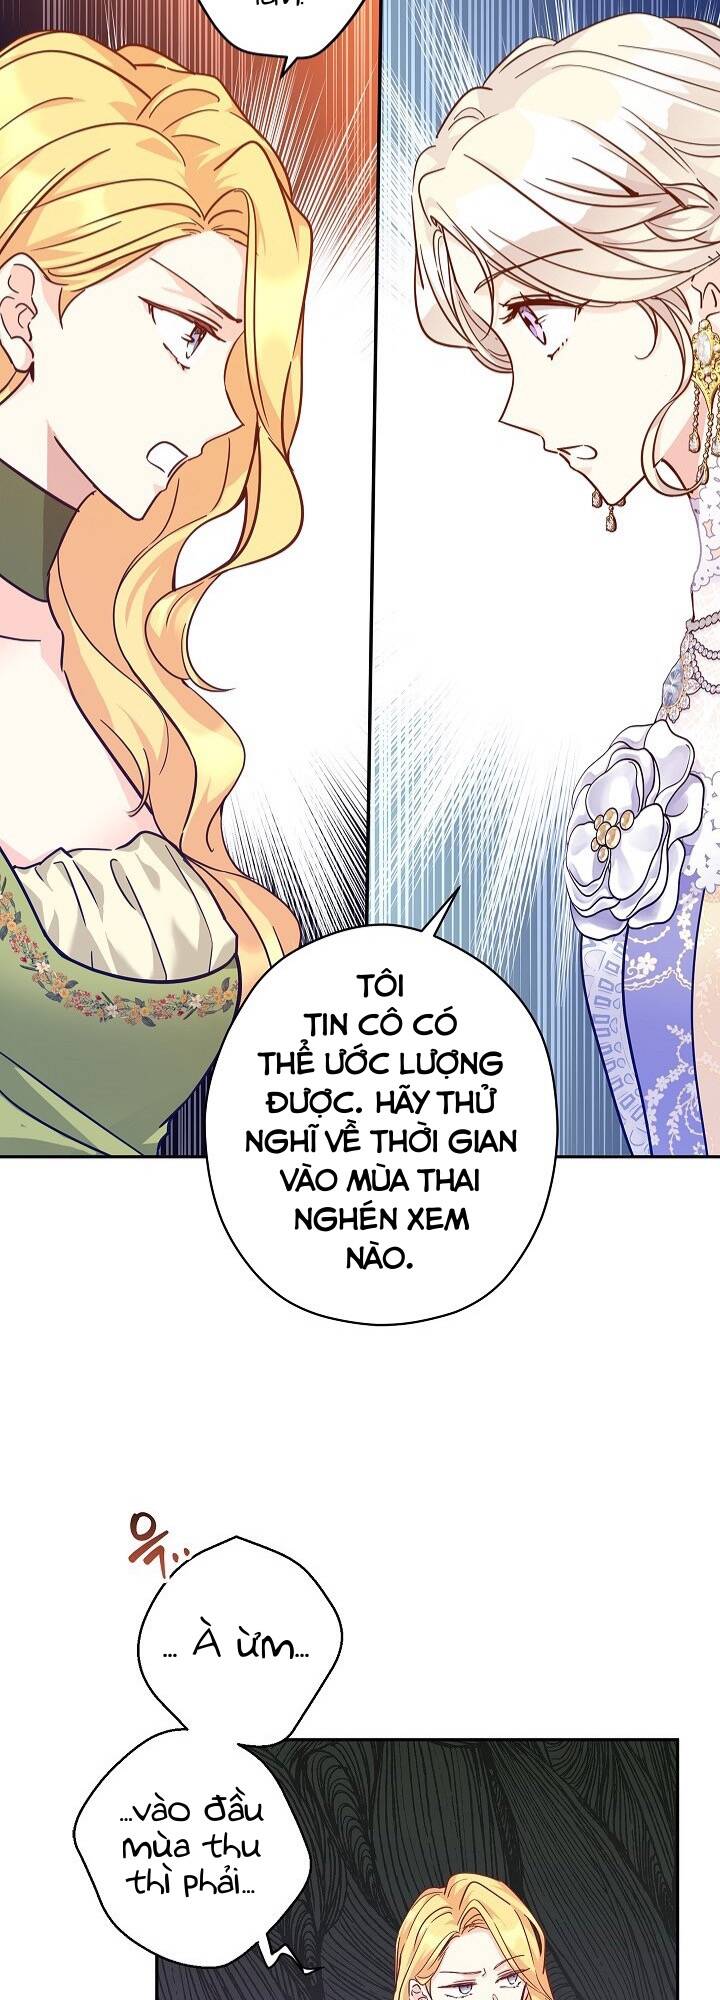 TÔI
TIN CÔ CÓ
THỂ ƯỚC LƯỢNG
ĐƯỢC. HÃY THỬ
NGHĨ VỀ THỜI GIAN
VÀO MÙA THAI
NGHÉN XEM
NÀO.
... À ừm...
...vào đầu
mùa thu
thì phải...